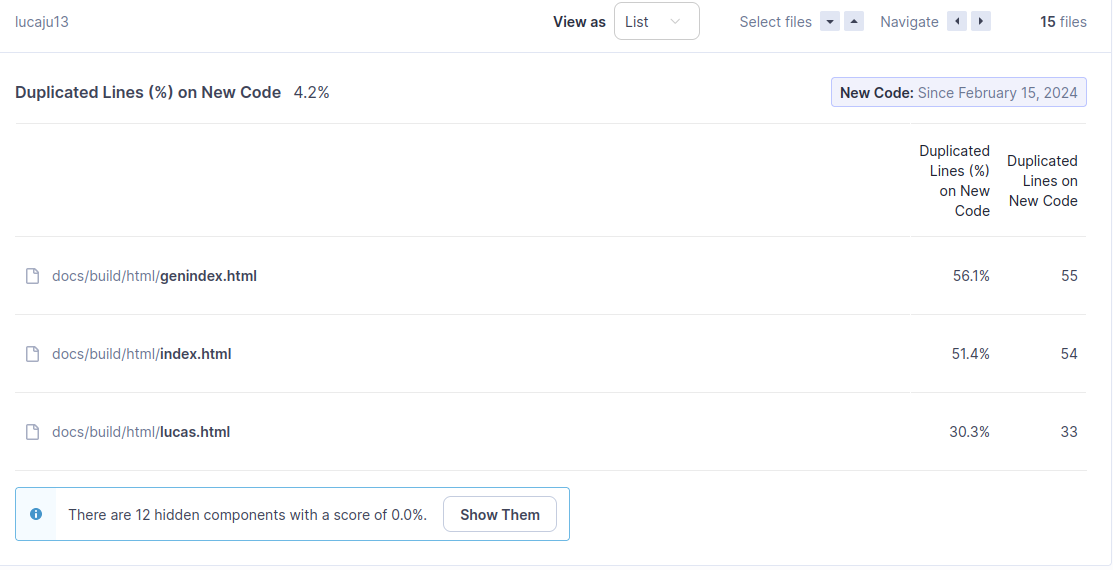 lucaju13 View as List Select files Navigate 15 files
Duplicated Lines (%) on New Code 4.2% New Code: Since February 15, 2024
Duplicated Lines (%) on New Code Duplicated Lines on New Code
docs/build/html/genindex.html 56.1% 55
docs/build/html/index.html 51.4% 54
docs/build/html/lucas.html 30.3% 33
There are 12 hidden components with a score of 0.0%. Show Them